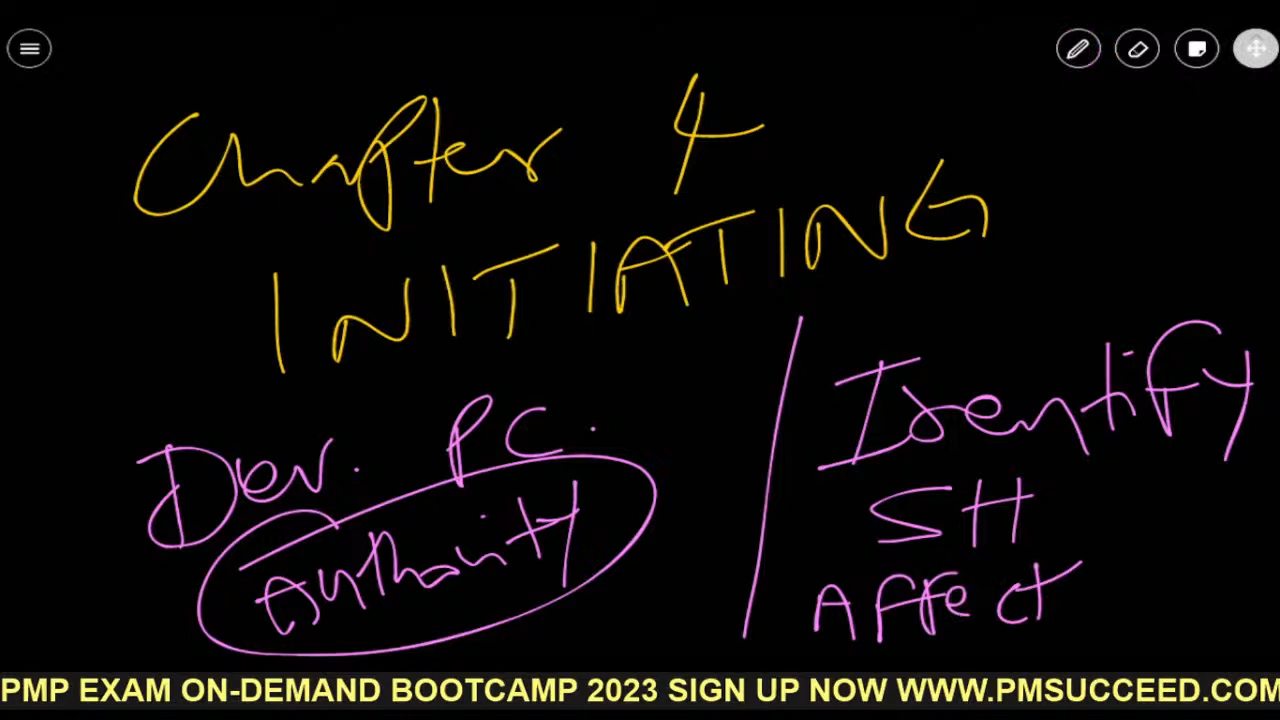 Chapter 4
INITIATING
Dev. PC.
Authority
Identify
SH
Affect
PMP EXAM ON-DEMAND BOOTCAMP 2023 SIGN UP NOW WWW.PMSUCCEED.COM